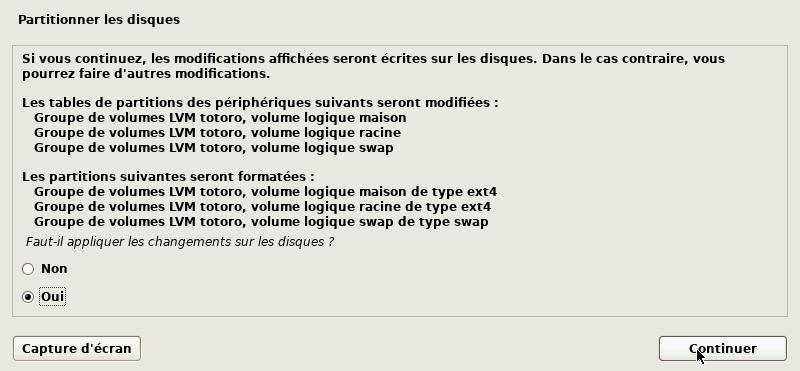 Partitionner les disques
Si vous continuez, les modifications affichées seront écrites sur les disques. Dans le cas contraire, vous
pourrez faire d'autres modifications.
Les tables de partitions des périphériques suivants seront modifiées :
Groupe de volumes LVM totoro, volume logique maison
Groupe de volumes LVM totoro, volume logique racine
Groupe de volumes LVM totoro, volume logique swap
Les partitions suivantes seront formatées :
Groupe de volumes LVM totoro, volume logique maison de type ext4
Groupe de volumes LVM totoro, volume logique racine de type ext4
Groupe de volumes LVM totoro, volume logique swap de type swap
Faut-il appliquer les changements sur les disques ?
Non
Oui
Capture d'écran
Continuer